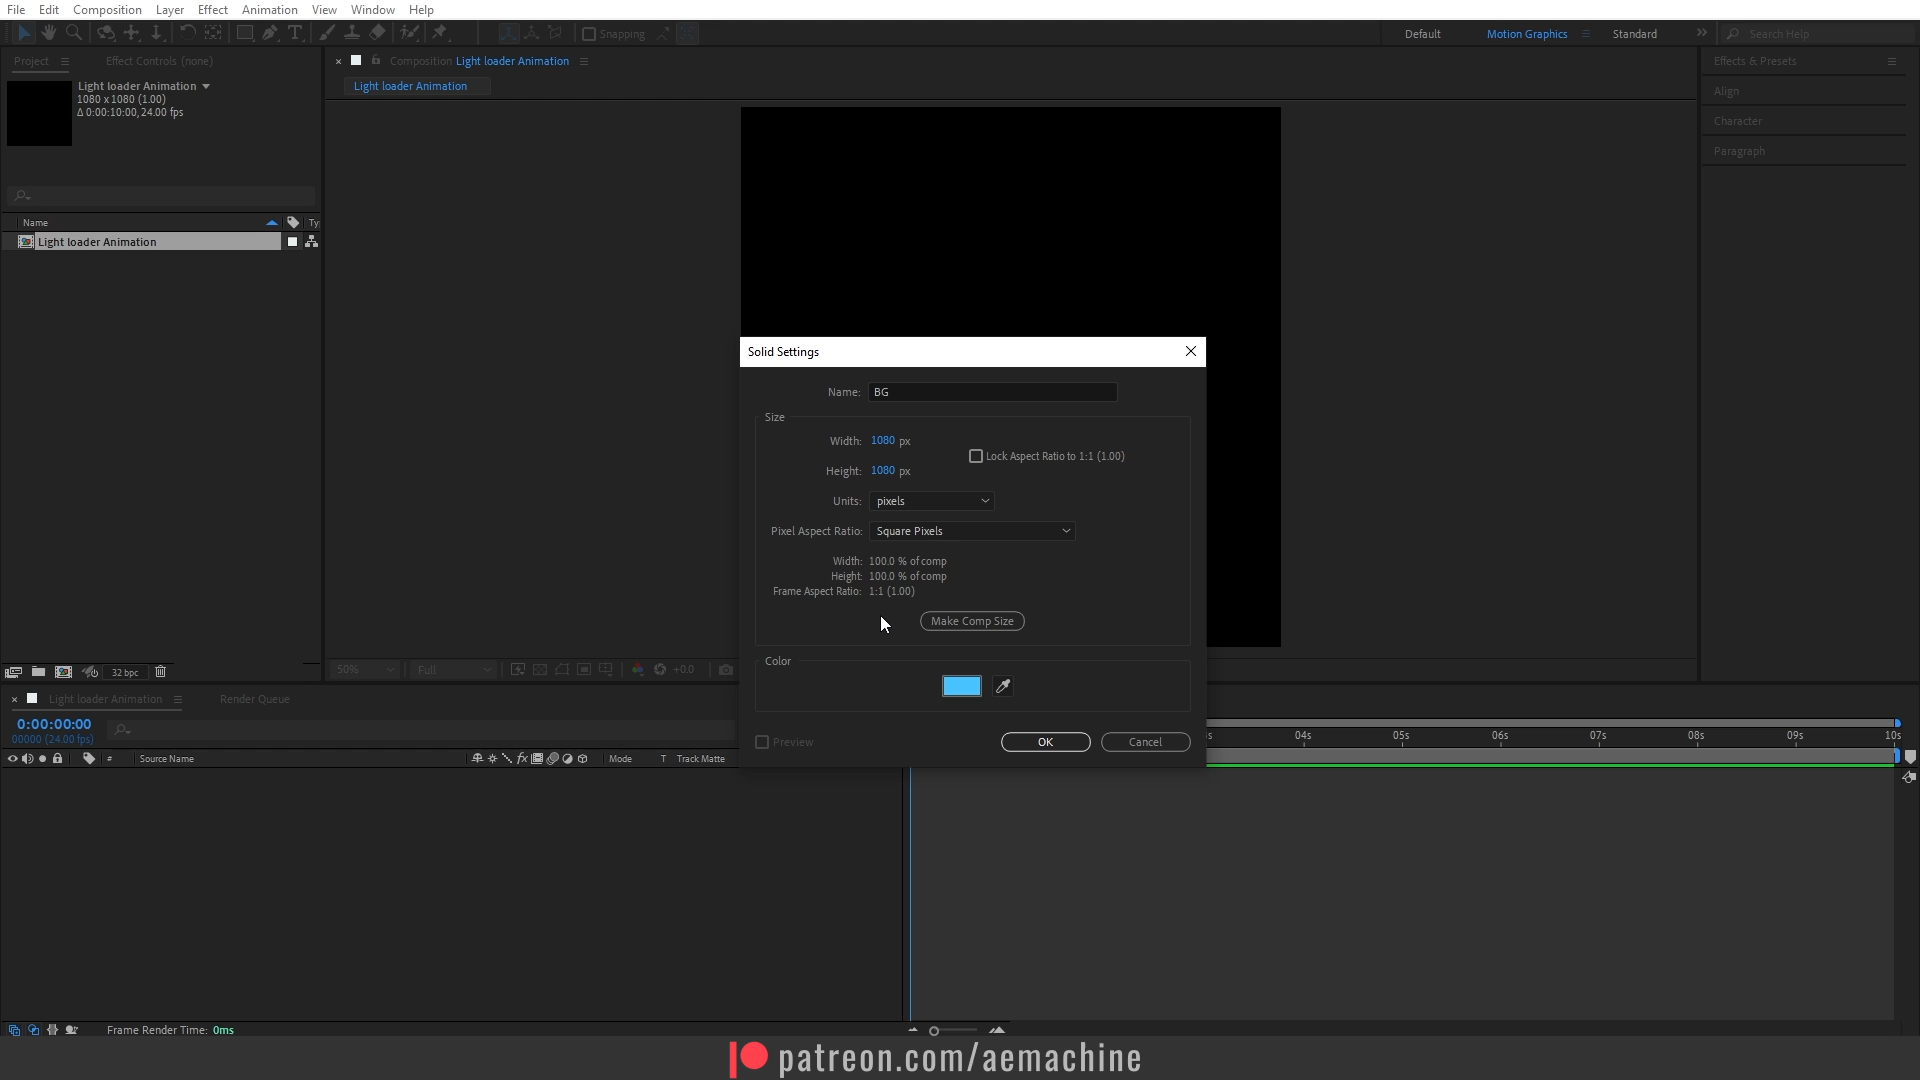 File Edit Composition Layer Effect Animation View Window Help
Snapping Default Motion Graphics Standard Search Help
Project Effect Controls (none)
Light loader Animation
1080 x 1080 (1.00)
Δ 0:00:10:00, 24.00 fps
Name Ty
Light loader Animation
32 bpc
× Composition Light loader Animation
Light loader Animation
Effects & Presets
Align
Character
Paragraph
Solid Settings
Name: BG
Size
Width: 1080 px
Lock Aspect Ratio to 1:1 (1.00)
Height: 1080 px
Units: pixels
Pixel Aspect Ratio: Square Pixels
Width: 100.0 % of comp
Height: 100.0 % of comp
Frame Aspect Ratio: 1:1 (1.00)
Make Comp Size
Color
Preview OK Cancel
50% Full +0.0
× Light loader Animation Render Queue
0:00:00:00
00000 (24.00 fps)
# Source Name fx Mode T Track Matte
04s 05s 06s 07s 08s 09s 10s
Frame Render Time: 0ms
patreon.com/aemachine